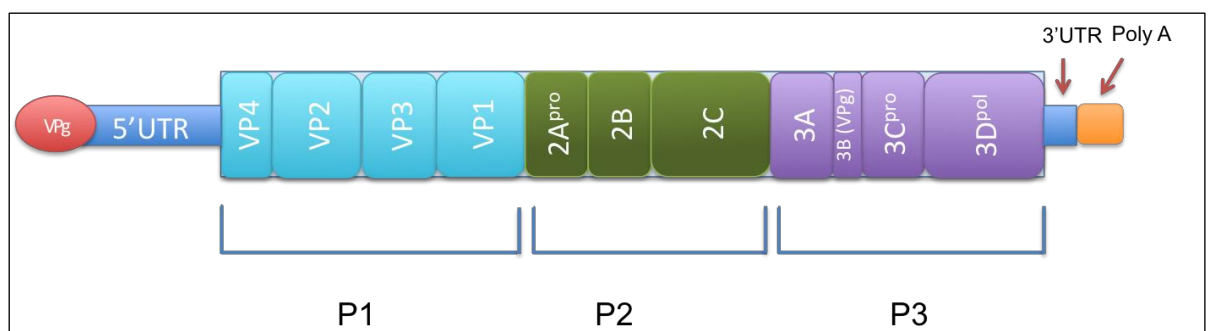 3’UTR Poly A
VPg
5’UTR
VP4
VP2
VP3
VP1
2Apro
2B
2C
3A
3B (VPg)
3Cpro
3Dpol
P1 P2 P3